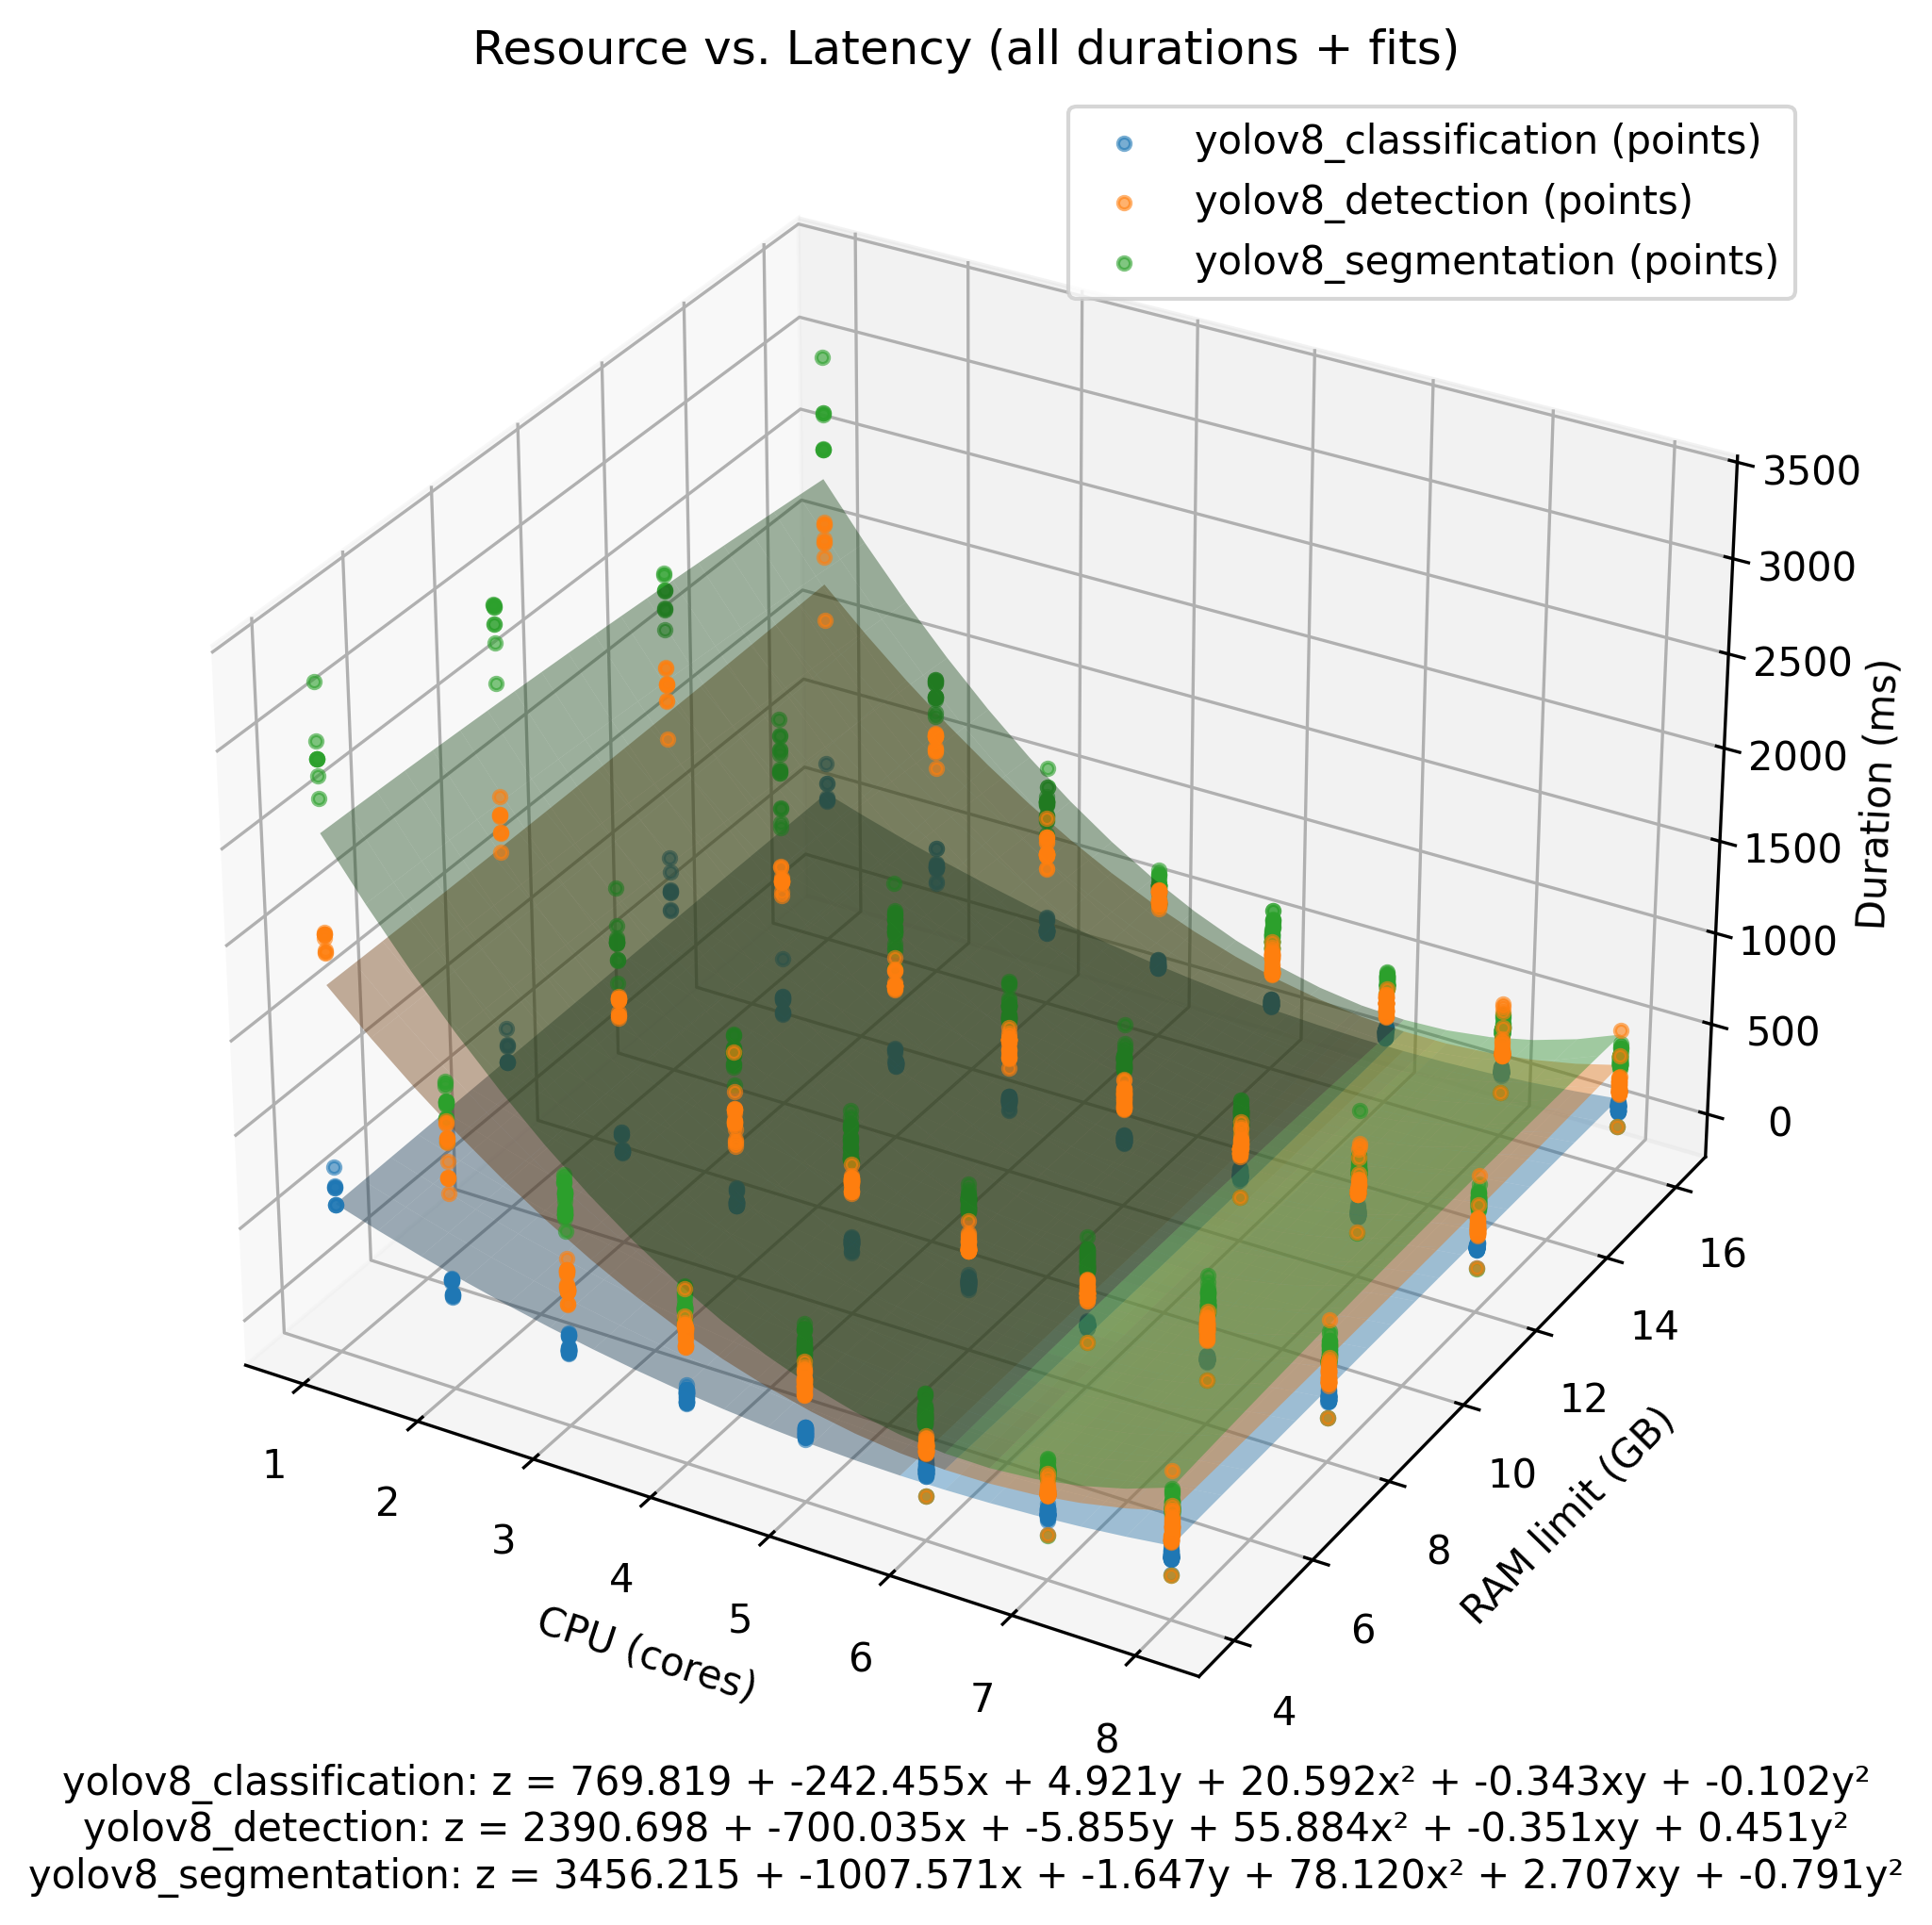 Resource vs. Latency (all durations + fits)
yolov8_classification (points)
yolov8_detection (points)
yolov8_segmentation (points)
3500
3000
2500
2000
1500
1000
500
0
Duration (ms)
16
14
12
10
8
6
4
RAM limit (GB)
1
2
3
4
5
6
7
8
CPU (cores)
yolov8_classification: z = 769.819 + -242.455x + 4.921y + 20.592x² + -0.343xy + -0.102y²
yolov8_detection: z = 2390.698 + -700.035x + -5.855y + 55.884x² + -0.351xy + 0.451y²
yolov8_segmentation: z = 3456.215 + -1007.571x + -1.647y + 78.120x² + 2.707xy + -0.791y²